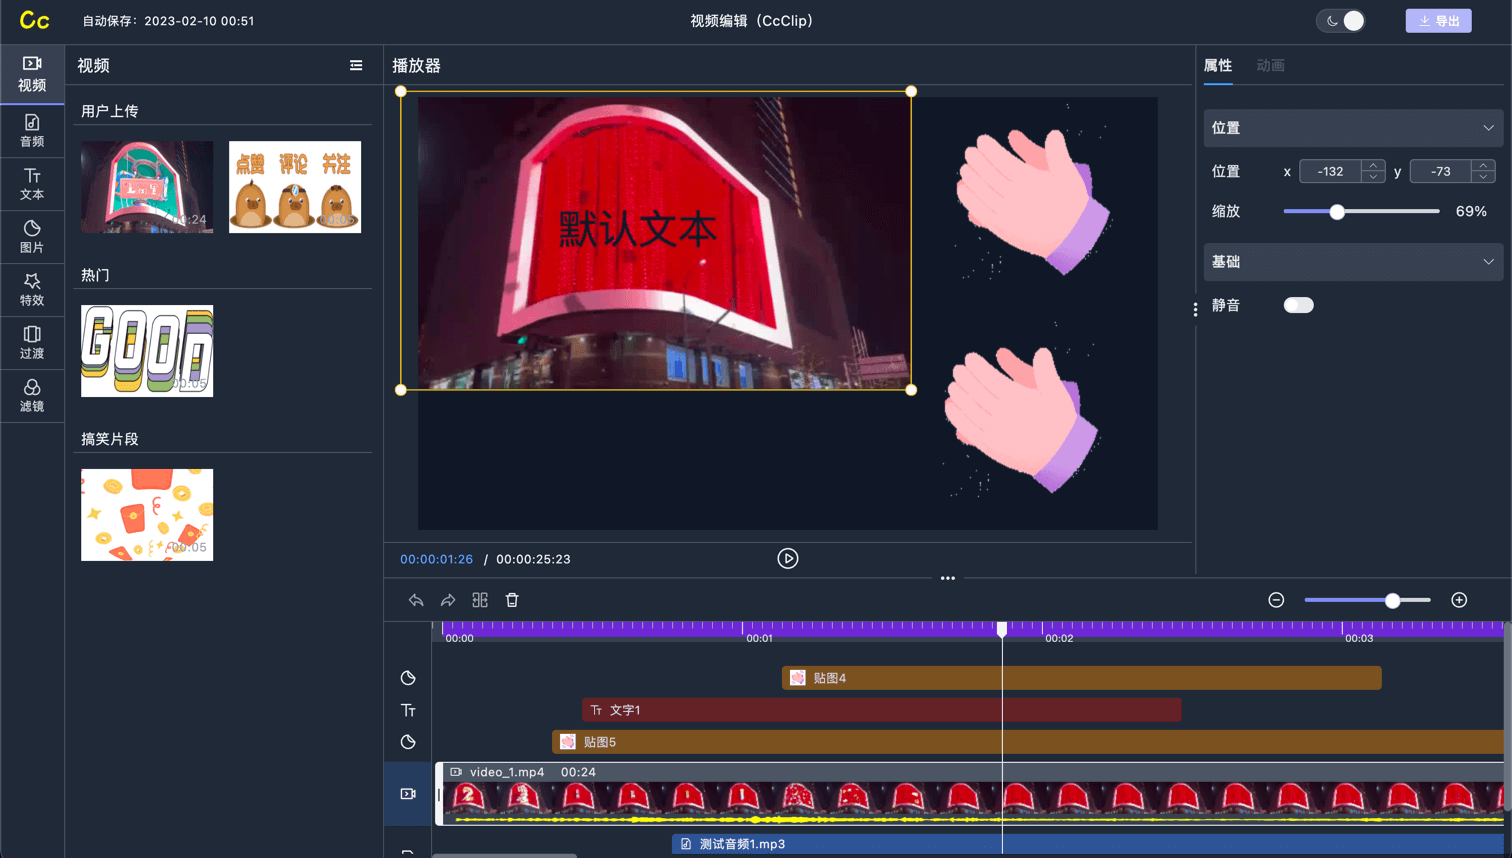 Cc
自动保存：2023-02-10 00:51
视频编辑（CcClip）
导出
视频
音频
文本
图片
特效
过渡
滤镜
视频
用户上传
00:24
点赞 评论 关注
00:05
热门
GOOD
00:05
搞笑片段
00:05
播放器
默认文本
00:00:01:26 / 00:00:25:23
属性
动画
位置
位置 x -132 y -73
缩放 69%
基础
静音
00:00
00:01
00:02
00:03
贴图4
文字1
贴图5
video_1.mp4 00:24
测试音频1.mp3